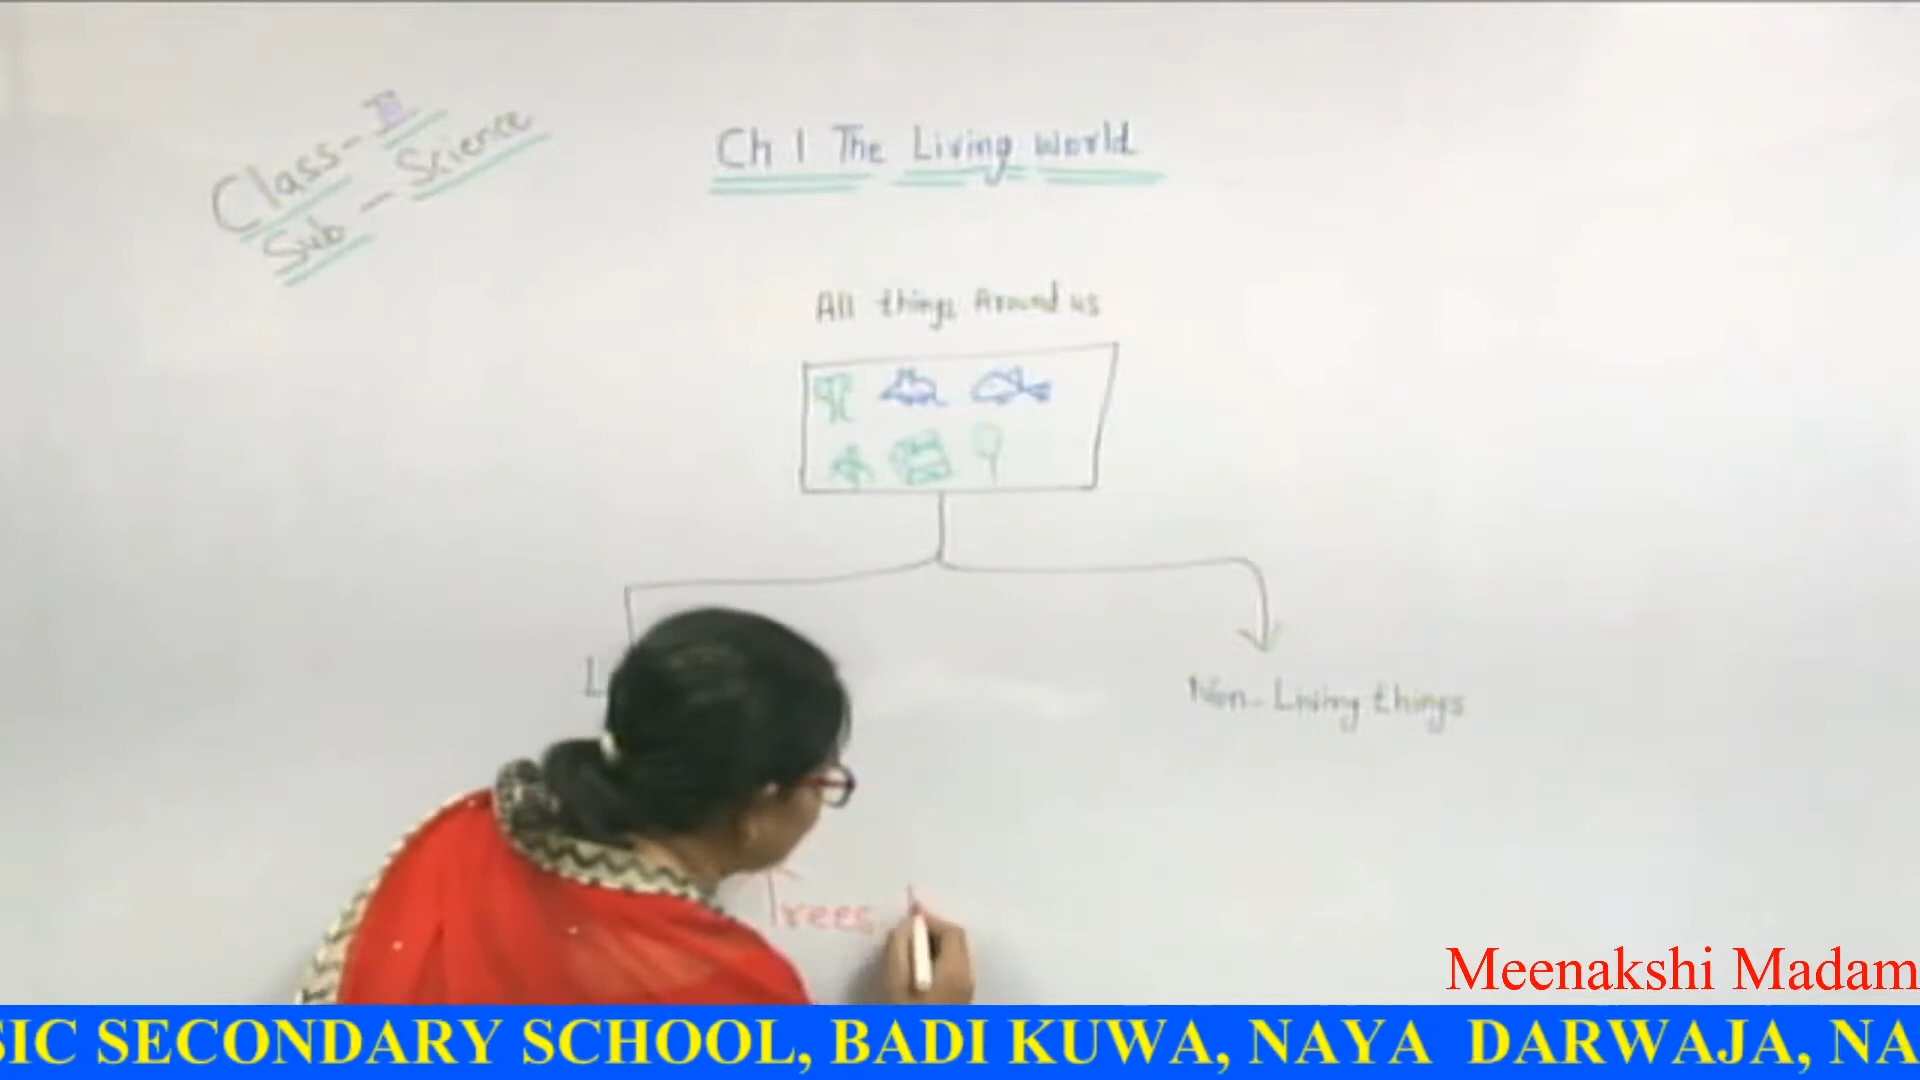 Class-III
Sub - Science
Ch 1 The Living World
All things Around us
L
Non-Living things
Trees
Meenakshi Madam
SIC SECONDARY SCHOOL, BADI KUWA, NAYA DARWAJA, NA